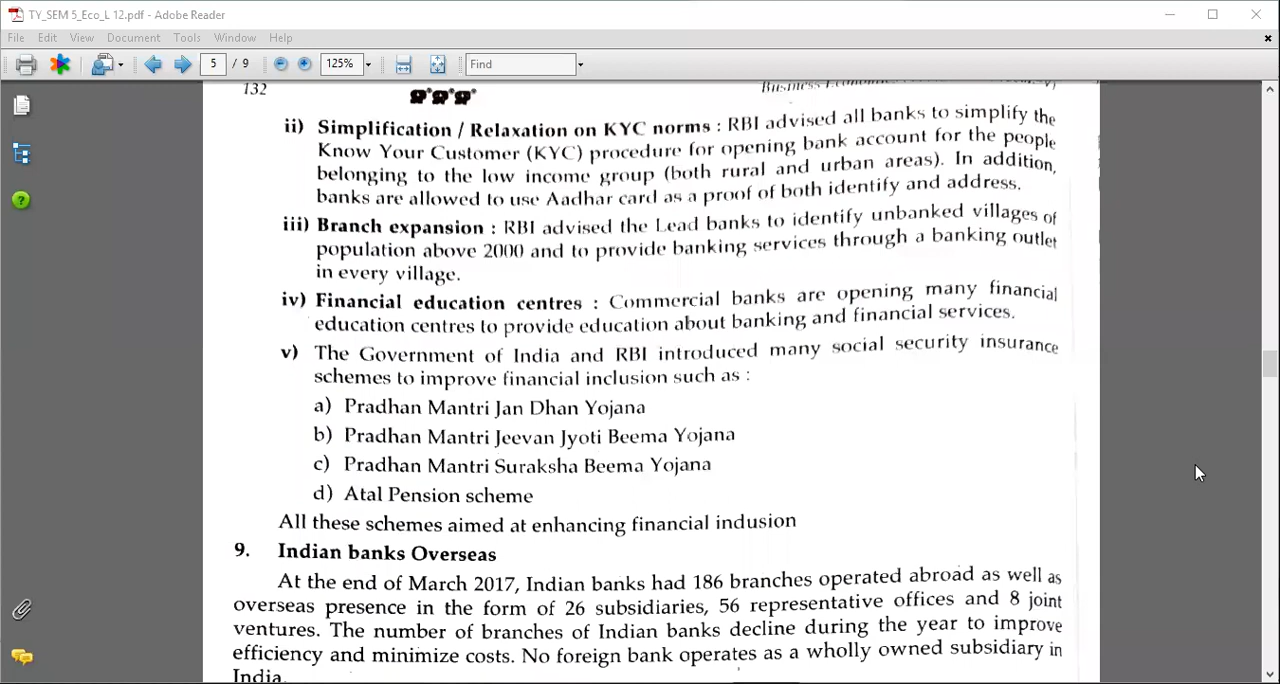 TY_SEM 5_Eco_L 12.pdf - Adobe Reader
File Edit View Document Tools Window Help
5 / 9 125% Find
132
ii) Simplification / Relaxation on KYC norms : RBI advised all banks to simplify the
Know Your Customer (KYC) procedure for opening bank account for the people
belonging to the low income group (both rural and urban areas). In addition,
banks are allowed to use Aadhar card as a proof of both identify and address.
iii) Branch expansion : RBI advised the Lead banks to identify unbanked villages of
population above 2000 and to provide banking services through a banking outlet
in every village.
iv) Financial education centres : Commercial banks are opening many financial
education centres to provide education about banking and financial services.
v) The Government of India and RBI introduced many social security insurance
schemes to improve financial inclusion such as :
a) Pradhan Mantri Jan Dhan Yojana
b) Pradhan Mantri Jeevan Jyoti Beema Yojana
c) Pradhan Mantri Suraksha Beema Yojana
d) Atal Pension scheme
All these schemes aimed at enhancing financial indusion
9. Indian banks Overseas
At the end of March 2017, Indian banks had 186 branches operated abroad as well as
overseas presence in the form of 26 subsidiaries, 56 representative offices and 8 joint
ventures. The number of branches of Indian banks decline during the year to improve
efficiency and minimize costs. No foreign bank operates as a wholly owned subsidiary in
India.